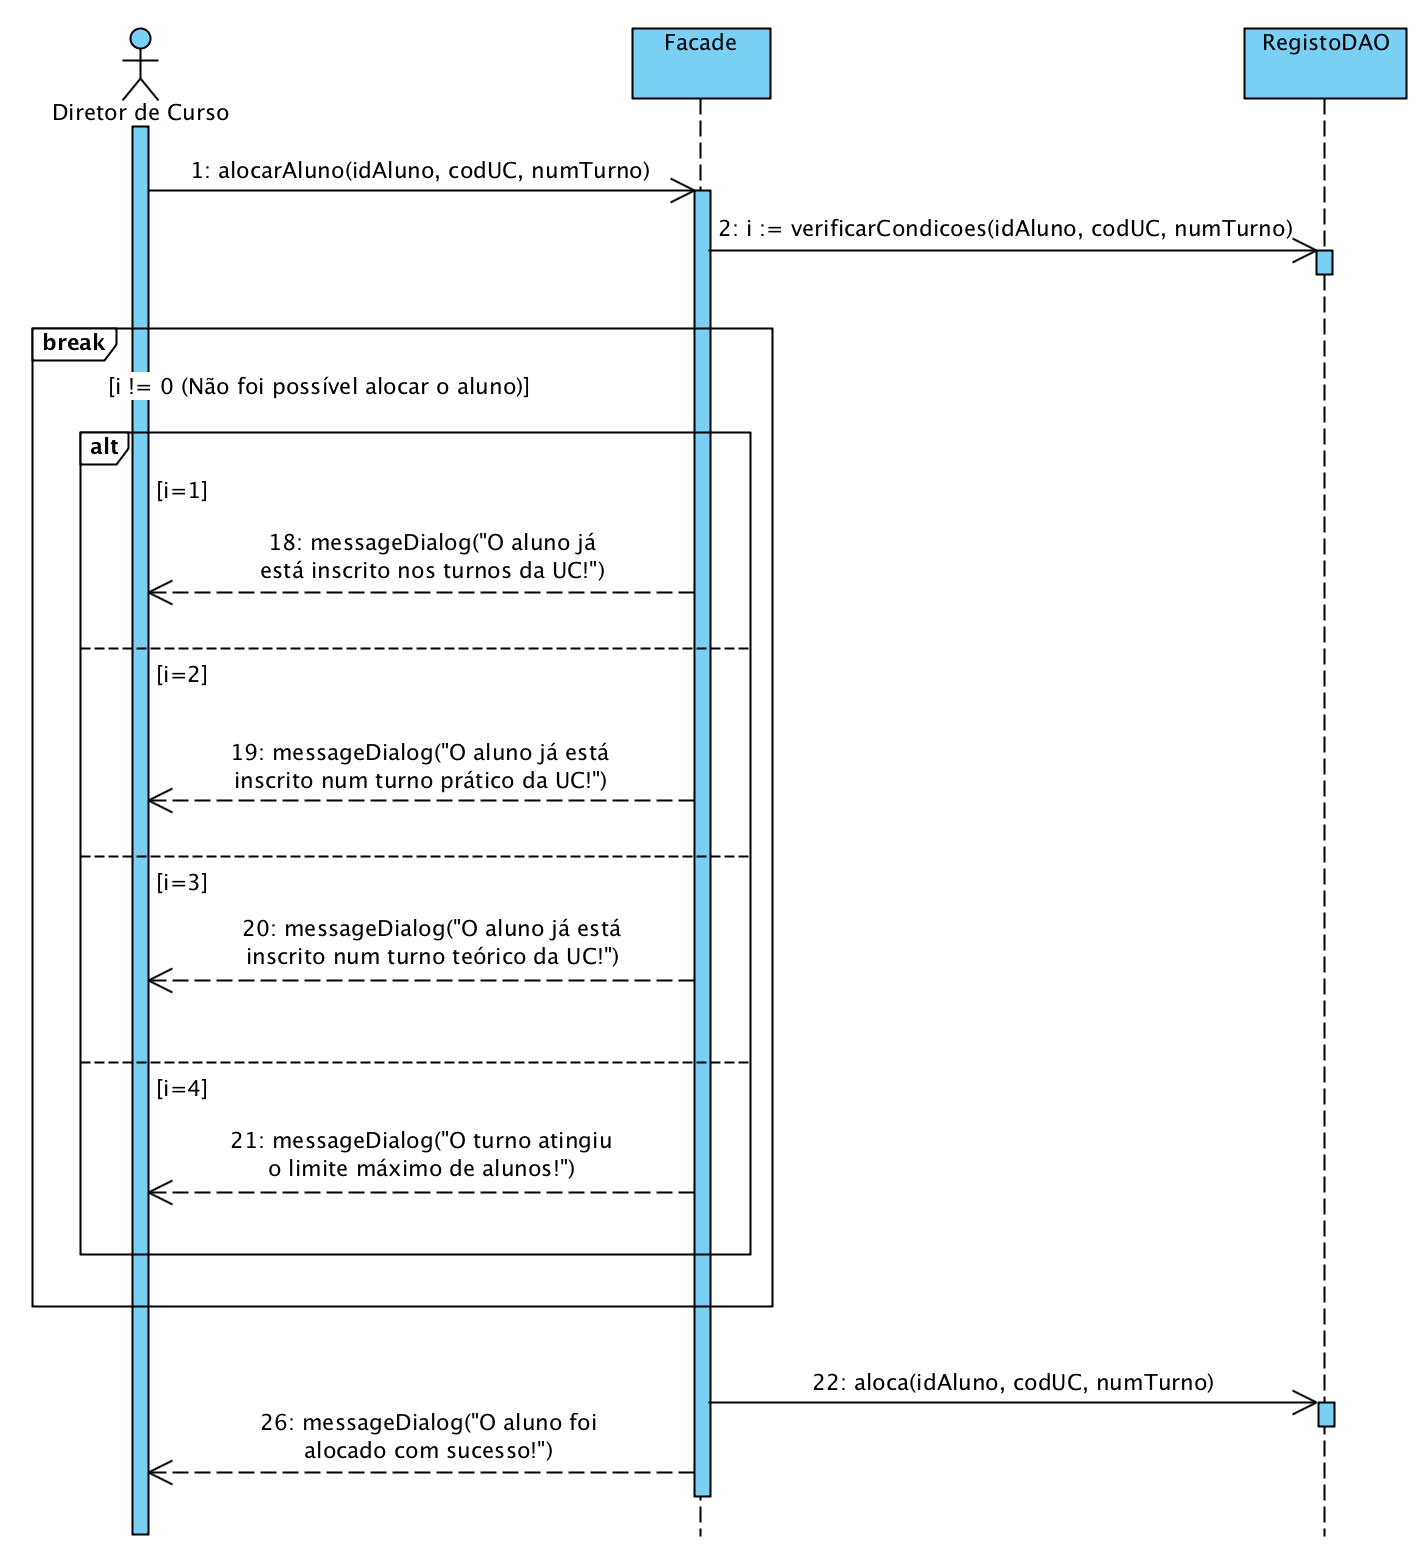 Facade
RegistoDAO
Diretor de Curso
1: alocarAluno(idAluno, codUC, numTurno)
2: i := verificarCondicoes(idAluno, codUC, numTurno)
break
[i != 0 (Não foi possível alocar o aluno)]
alt
[i=1]
18: messageDialog("O aluno já
está inscrito nos turnos da UC!")
[i=2]
19: messageDialog("O aluno já está
inscrito num turno prático da UC!")
[i=3]
20: messageDialog("O aluno já está
inscrito num turno teórico da UC!")
[i=4]
21: messageDialog("O turno atingiu
o limite máximo de alunos!")
22: aloca(idAluno, codUC, numTurno)
26: messageDialog("O aluno foi
alocado com sucesso!")